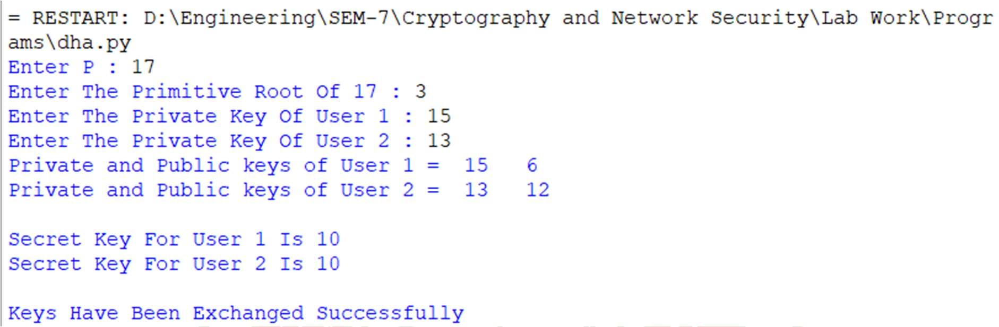 = RESTART: D:\Engineering\SEM-7\Cryptography and Network Security\Lab Work\Progr
ams\dha.py
Enter P : 17
Enter The Primitive Root Of 17 : 3
Enter The Private Key Of User 1 : 15
Enter The Private Key Of User 2 : 13
Private and Public keys of User 1 =  15   6
Private and Public keys of User 2 =  13   12
Secret Key For User 1 Is 10
Secret Key For User 2 Is 10
Keys Have Been Exchanged Successfully